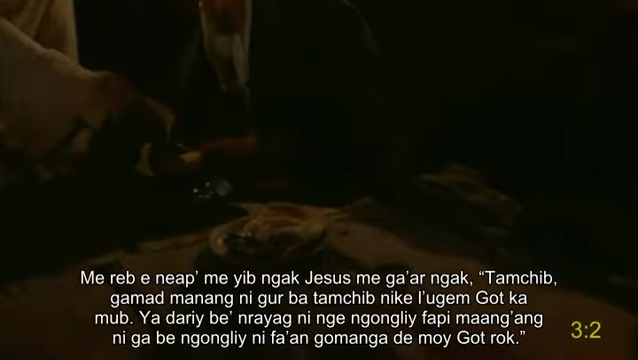 Me reb e neap’ me yib ngak Jesus me ga’ar ngak, “Tamchib,
gamad manang ni gur ba tamchib nike l’ugem Got ka
mub. Ya dariy be’ nrayag ni nge ngongliy fapi maang’ang
ni ga be ngongliy ni fa’an gomanga de moy Got rok.”
3:2